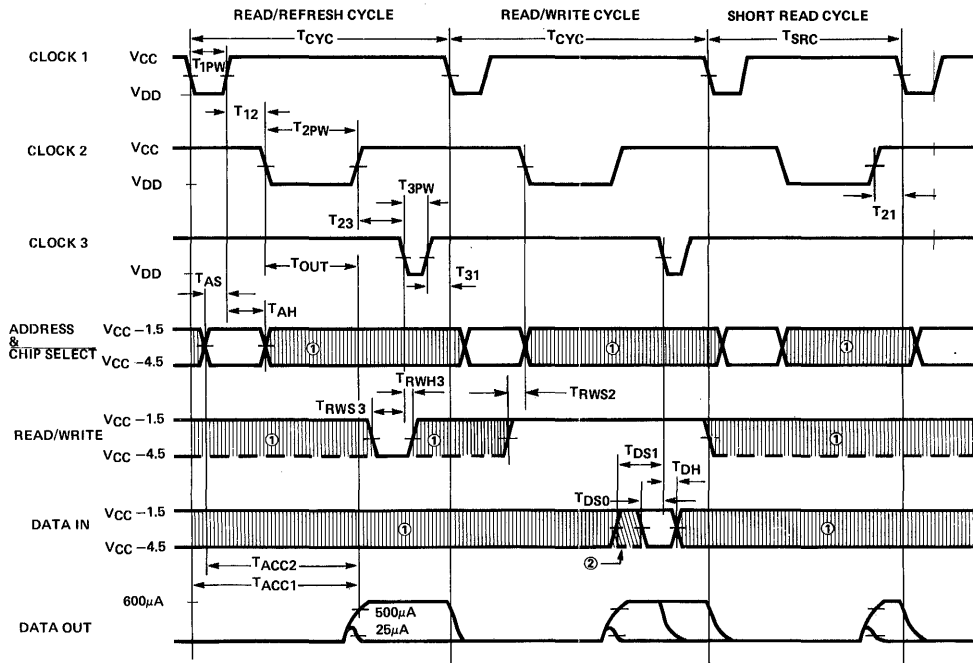 READ/REFRESH CYCLE READ/WRITE CYCLE SHORT READ CYCLE
TCYC TCYC TSRC
CLOCK 1 VCC T1PW
VDD
T12
T2PW
CLOCK 2 VCC
VDD
T3PW
T23 T21
CLOCK 3
TOUT T31
VDD
TAS
TAH
ADDRESS & CHIP SELECT
VCC -1.5
①  ①  ①
VCC -4.5
TRWH3
TRWS3 TRWS2
READ/WRITE VCC -1.5
① ① ①
VCC -4.5
TDS1
TDH
TDS0
DATA IN VCC -1.5
① ①
VCC -4.5
②
TACC2
TACC1
600μA
500μA
DATA OUT 25μA